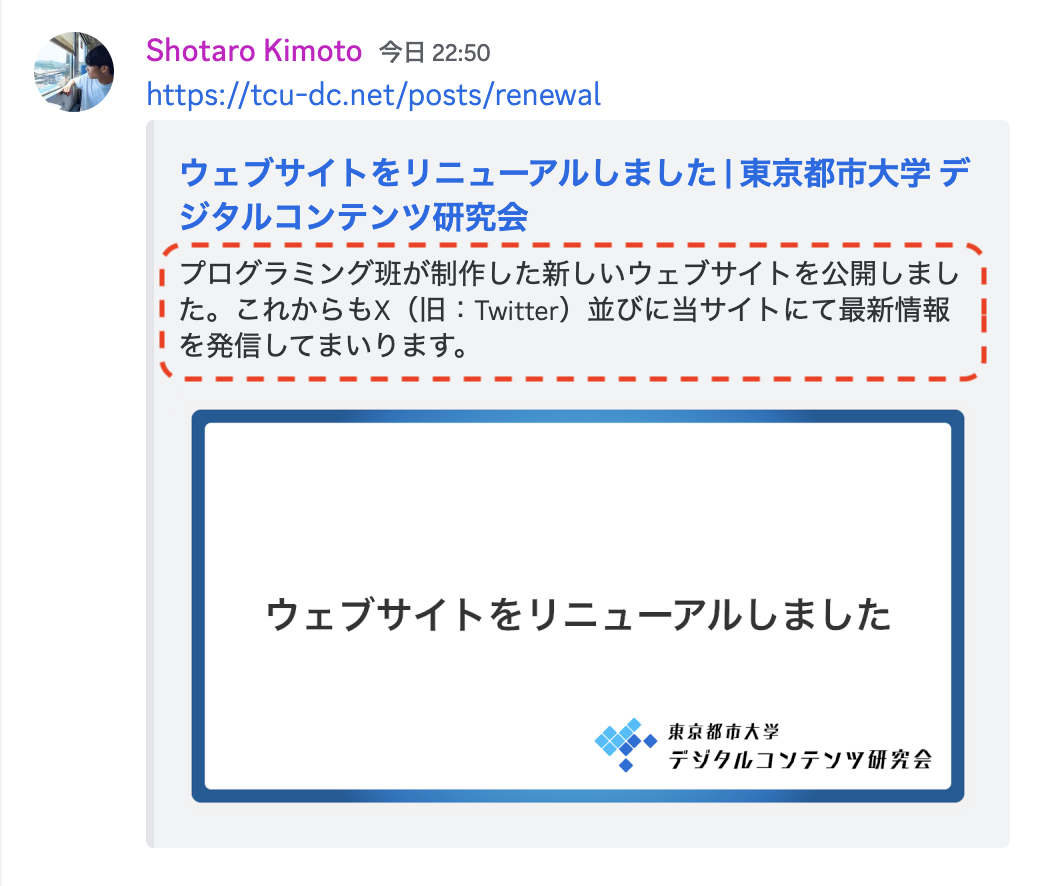 Shotaro Kimoto 今日 22:50
https://tcu-dc.net/posts/renewal
ウェブサイトをリニューアルしました | 東京都市大学 デ
ジタルコンテンツ研究会
プログラミング班が制作した新しいウェブサイトを公開しまし
た。これからもX（旧：Twitter）並びに当サイトにて最新情報
を発信してまいります。
ウェブサイトをリニューアルしました
東京都市大学
デジタルコンテンツ研究会